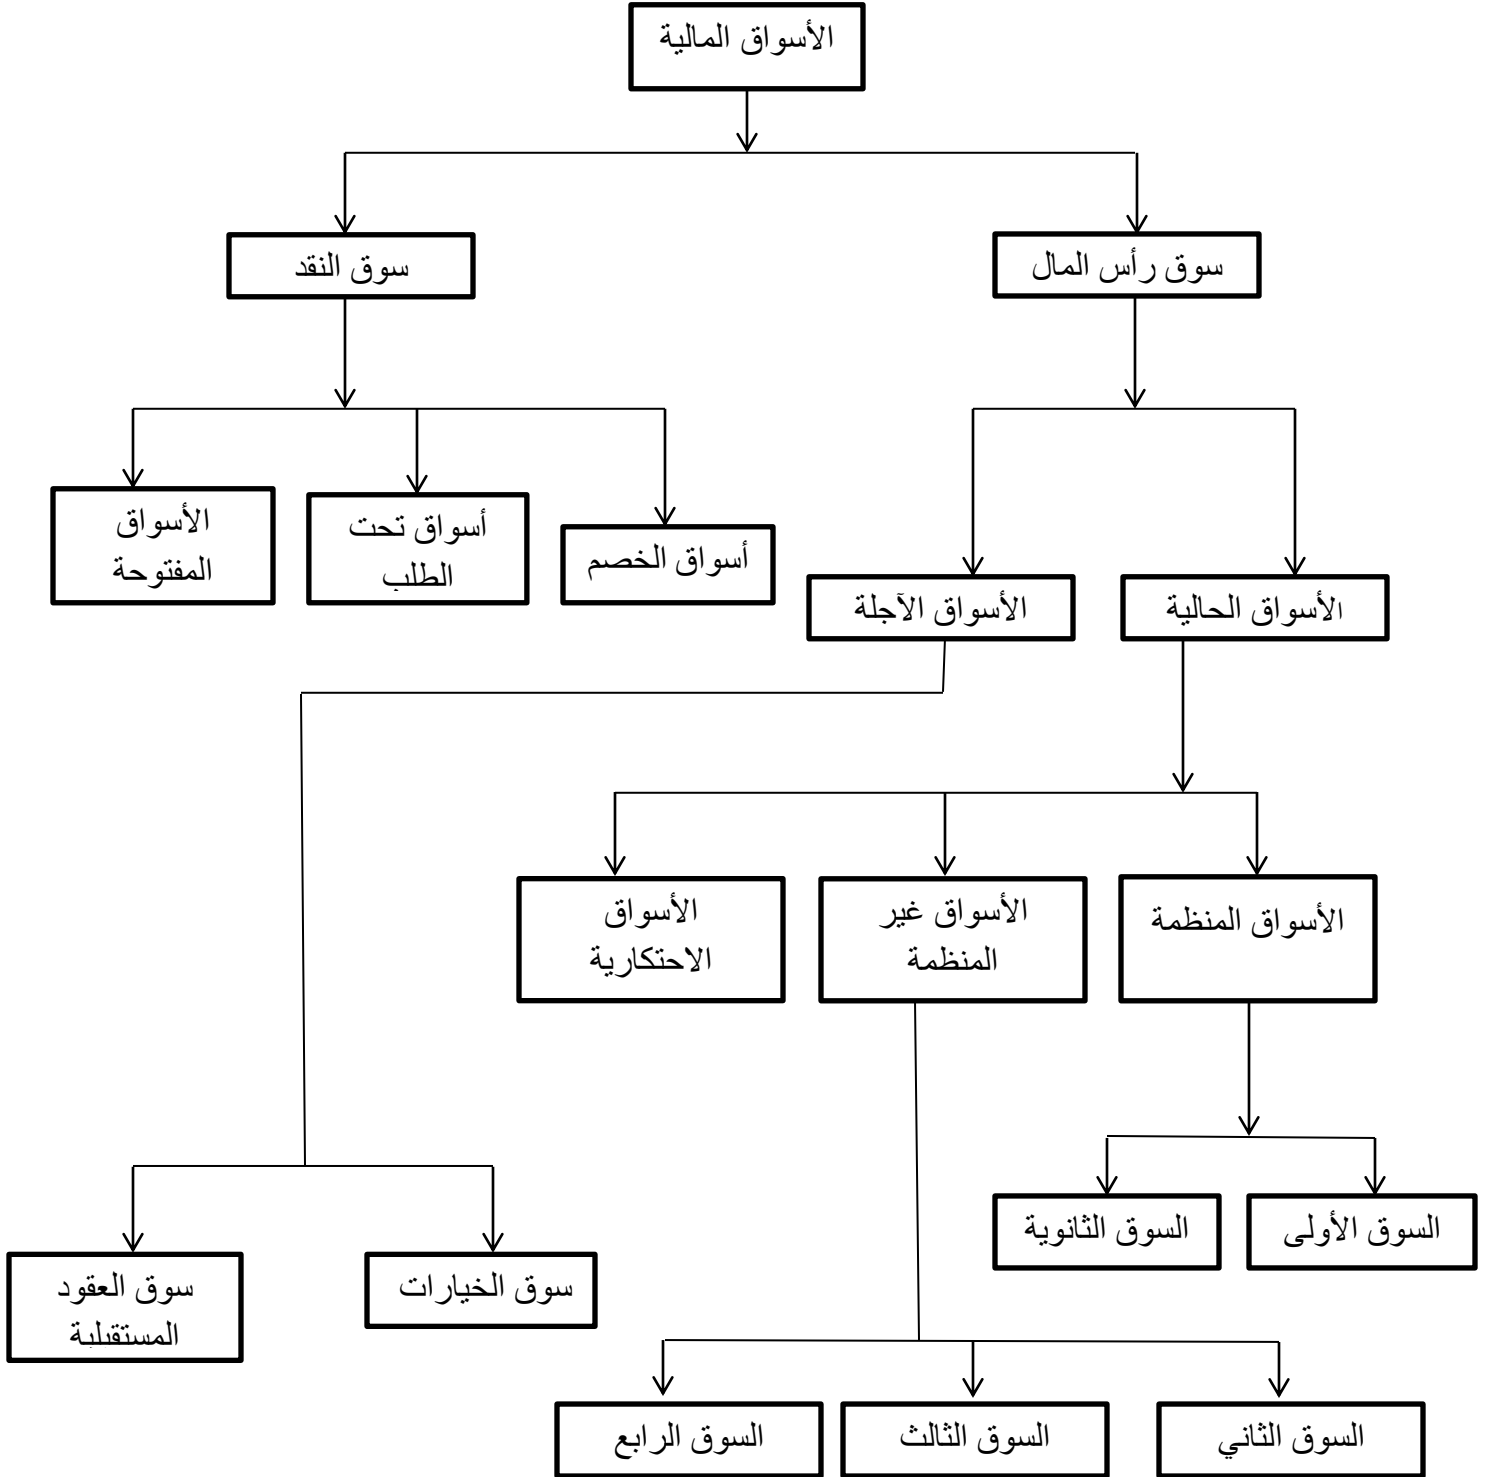 الأسواق المالية
سوق رأس المال
سوق النقد
الأسواق
المفتوحة
أسواق تحت
الطلب
أسواق الخصم
الأسواق الآجلة
الأسواق الحالية
الأسواق المنظمة
الأسواق غير
المنظمة
الأسواق
الاحتكارية
السوق الأولى
السوق الثانوية
سوق الخيارات
سوق العقود
المستقبلية
السوق الثاني
السوق الثالث
السوق الرابع